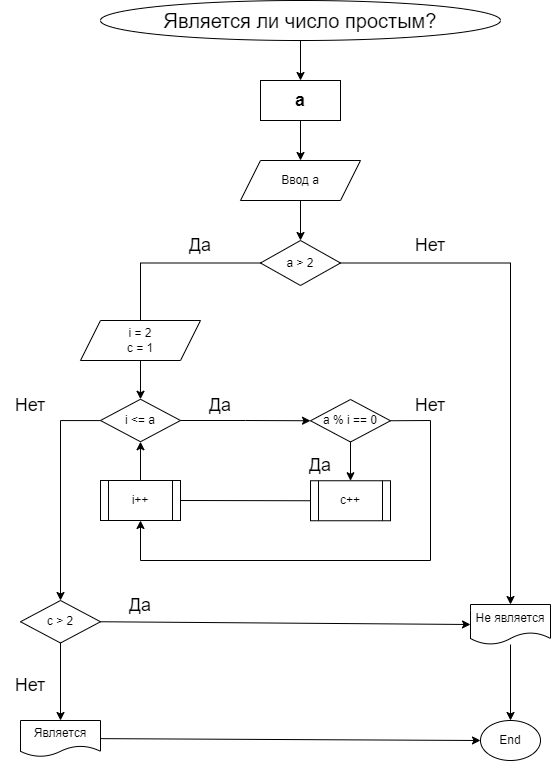 Является ли число простым?
a
Ввод a
Да
Нет
a > 2
i = 2
c = 1
Нет
Да
Нет
i <= a
a % i == 0
Да
i++
c++
Да
c > 2
Не является
Нет
Является
End